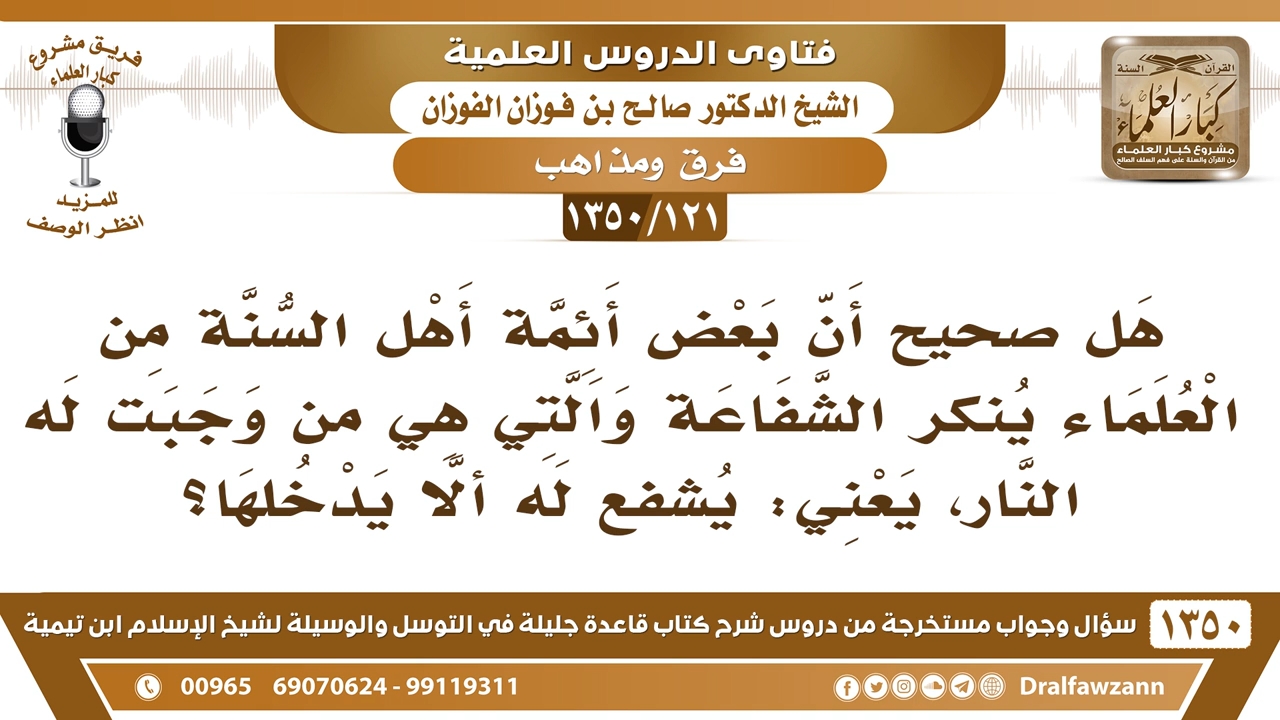 فتاوى الدروس العلمية
الشيخ الدكتور صالح بن فوزان الفوزان
فرق ومذاهب
١٣٥٠/١٢١
فريق مشروع
كبار العلماء
للمزيد
انظر الوصف
القرآن السنة
كبار العلماء
مشروع كبار العلماء
من القرآن والسنة على فهم السلف الصالح
هَل صحيح أَنّ بَعْض أَئمَّة أَهْل السُّنَّة مِن
الْعُلَمَاء يُنكر الشَّفَاعَة وَالَّتِي هي من وَجَبَت لَه
النَّار، يَعْنِي: يُشفع لَه ألَّا يَدْخُلهَا؟
١٣٥٠ سؤال وجواب مستخرجة من دروس شرح كتاب قاعدة جليلة في التوسل والوسيلة لشيخ الإسلام ابن تيمية
00965 69070624 - 99119311
Dralfawzann